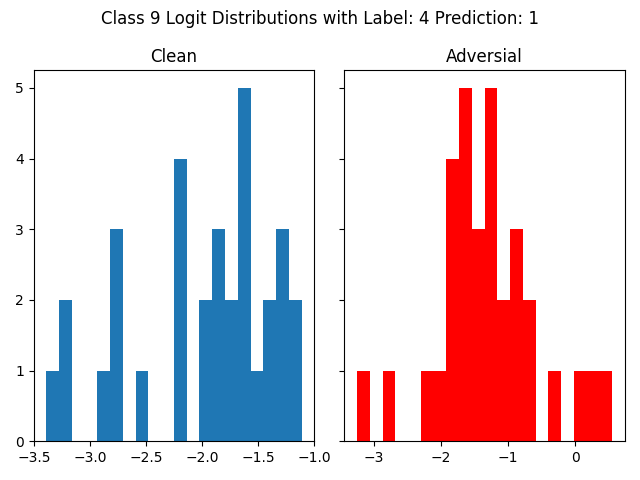 Class 9 Logit Distributions with Label: 4 Prediction: 1
Clean
Adversial
5
4
3
2
1
0
−3.5 −3.0 −2.5 −2.0 −1.5 −1.0
−3 −2 −1 0